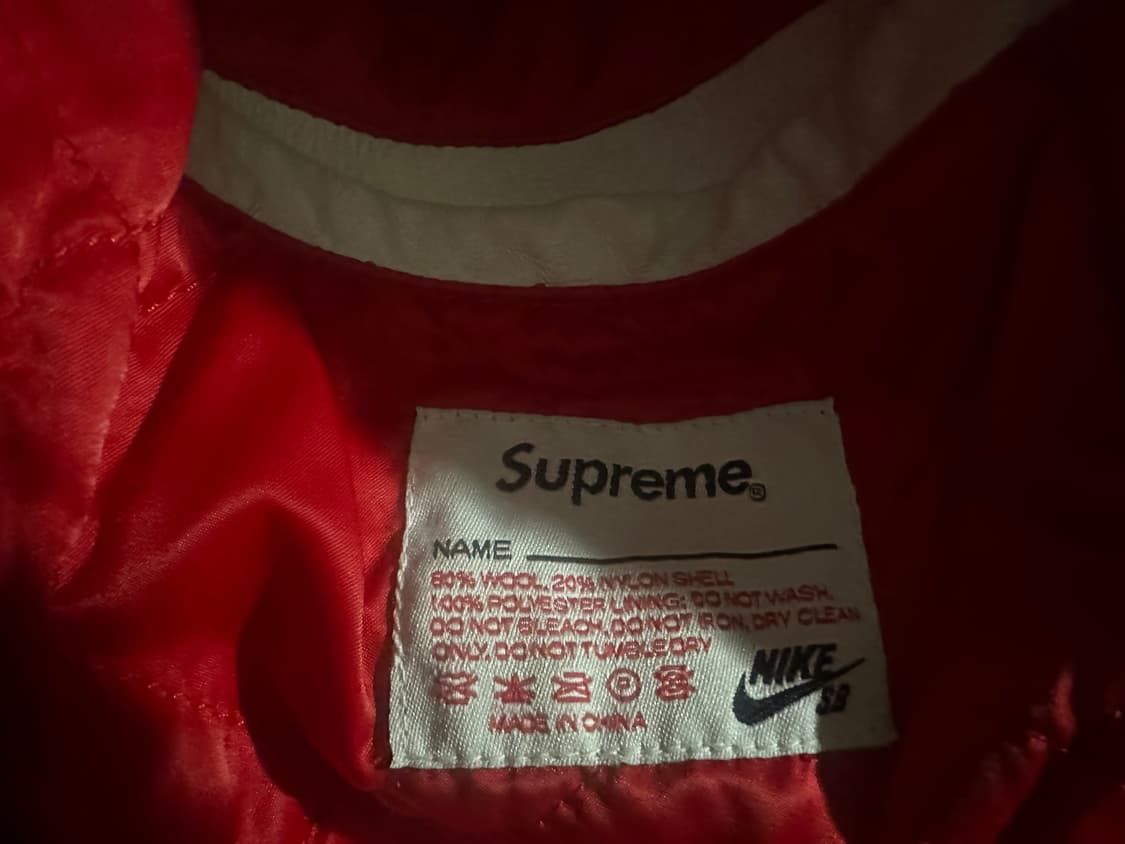 Supreme®
NAME
80% WOOL, 20% NYLON SHELL
100% POLYESTER LINING: DO NOT WASH,
DO NOT BLEACH, DO NOT IRON, DRY CLEAN
ONLY. DO NOT TUMBLE DRY
P
MADE IN CHINA
NIKE
SB